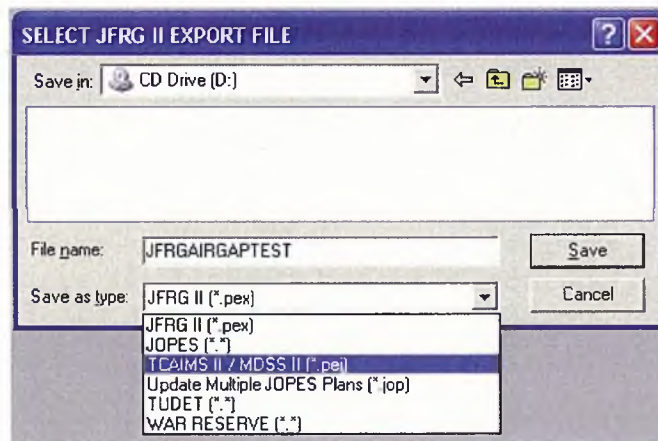 SELECT JFRG II EXPORT FILE
Save in: CD Drive (D:)
File name: JFRGAIRGAPTEST Save
Save as type: JFRG II (*.pex) Cancel
JFRG II (*.pex)
JOPES (*.*)
TCAIMS II / MDSS II (*.pej)
Update Multiple JOPES Plans (*.jop)
TUDET (*.*)
WAR RESERVE (*.*)